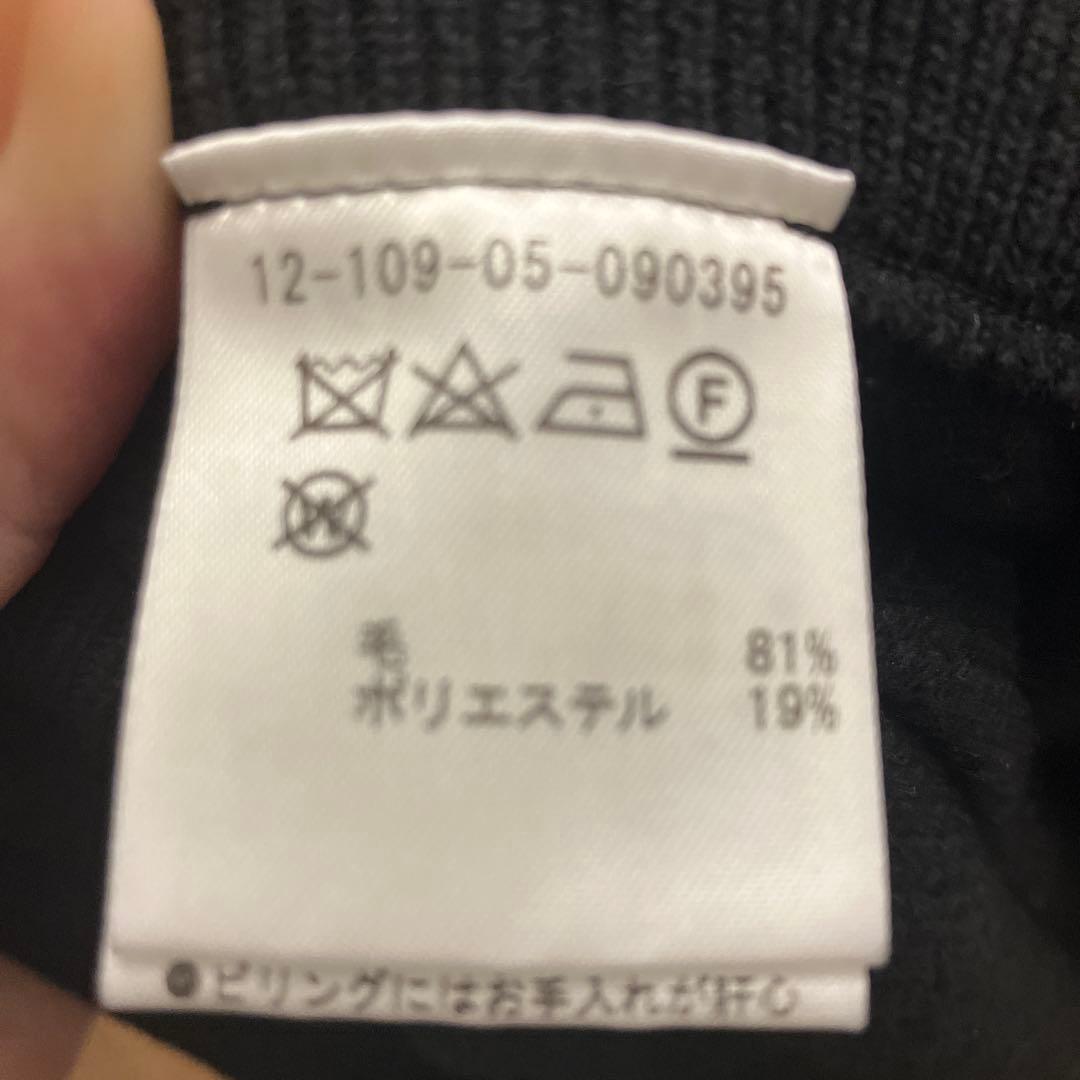 12-109-05-090395
F
W
毛 81%
ポリエステル 19%
●ピリングにはお手入れが肝心